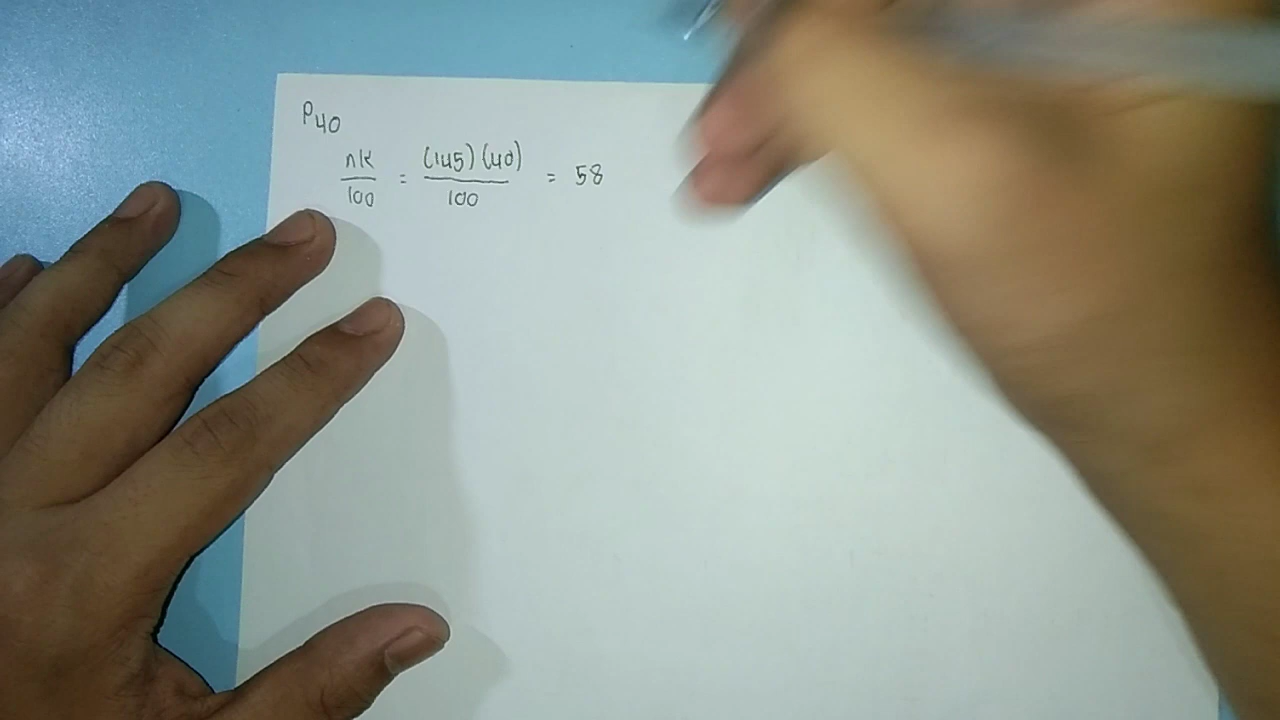 P40
nk/100 = (145)(40)/100 = 58